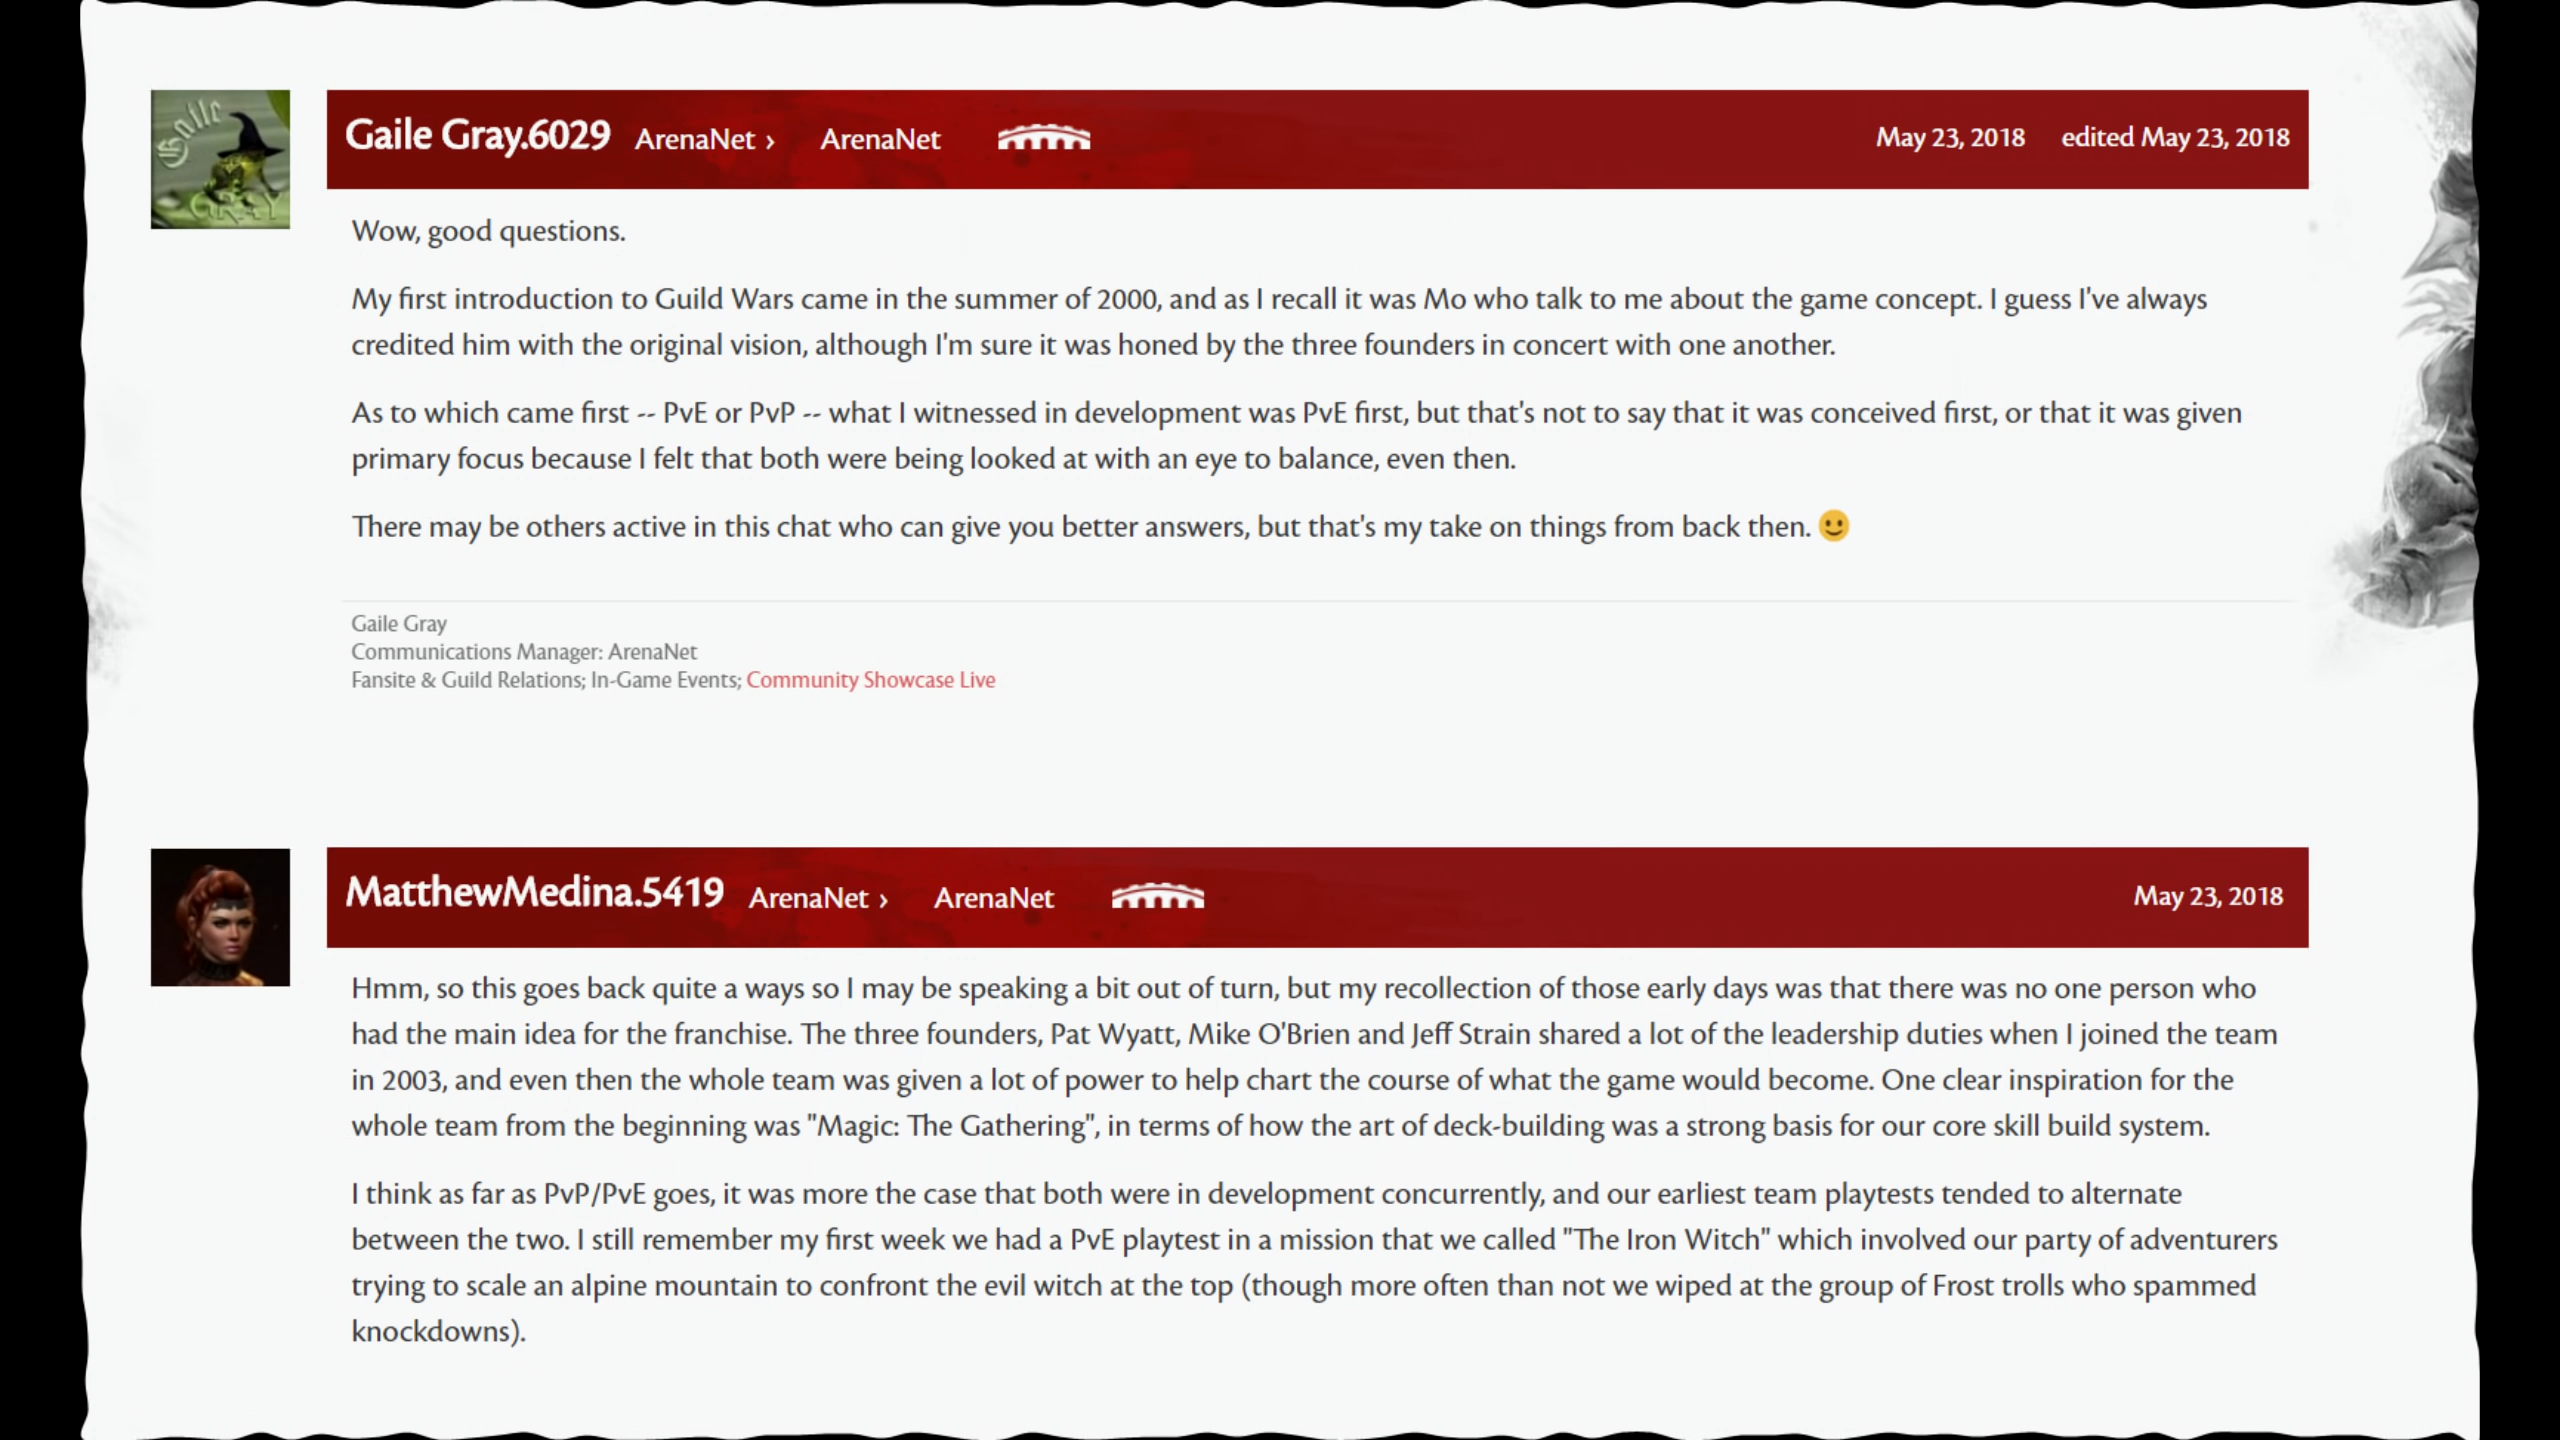 Gaile
GRAY
Gaile Gray.6029 ArenaNet › ArenaNet May 23, 2018 edited May 23, 2018
Wow, good questions.
My first introduction to Guild Wars came in the summer of 2000, and as I recall it was Mo who talk to me about the game concept. I guess I've always
credited him with the original vision, although I'm sure it was honed by the three founders in concert with one another.
As to which came first -- PvE or PvP -- what I witnessed in development was PvE first, but that's not to say that it was conceived first, or that it was given
primary focus because I felt that both were being looked at with an eye to balance, even then.
There may be others active in this chat who can give you better answers, but that's my take on things from back then. 🙂
Gaile Gray
Communications Manager: ArenaNet
Fansite & Guild Relations; In-Game Events; Community Showcase Live
MatthewMedina.5419 ArenaNet › ArenaNet May 23, 2018
Hmm, so this goes back quite a ways so I may be speaking a bit out of turn, but my recollection of those early days was that there was no one person who
had the main idea for the franchise. The three founders, Pat Wyatt, Mike O'Brien and Jeff Strain shared a lot of the leadership duties when I joined the team
in 2003, and even then the whole team was given a lot of power to help chart the course of what the game would become. One clear inspiration for the
whole team from the beginning was "Magic: The Gathering", in terms of how the art of deck-building was a strong basis for our core skill build system.
I think as far as PvP/PvE goes, it was more the case that both were in development concurrently, and our earliest team playtests tended to alternate
between the two. I still remember my first week we had a PvE playtest in a mission that we called "The Iron Witch" which involved our party of adventurers
trying to scale an alpine mountain to confront the evil witch at the top (though more often than not we wiped at the group of Frost trolls who spammed
knockdowns).